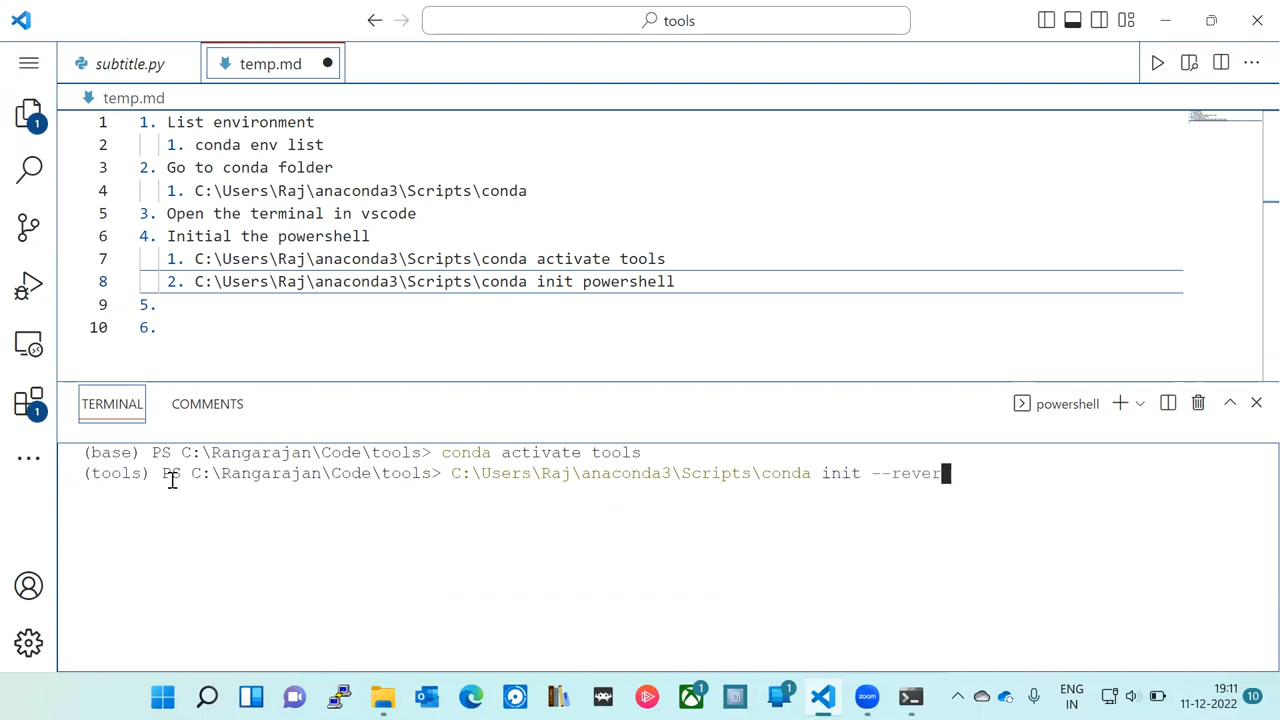 tools
subtitle.py
temp.md
temp.md
1 1. List environment
2 1. conda env list
3 2. Go to conda folder
4 1. C:\Users\Raj\anaconda3\Scripts\conda
5 3. Open the terminal in vscode
6 4. Initial the powershell
7 1. C:\Users\Raj\anaconda3\Scripts\conda activate tools
8 2. C:\Users\Raj\anaconda3\Scripts\conda init powershell
9 5.
10 6.
1
1
TERMINAL
COMMENTS
powershell
(base) PS C:\Rangarajan\Code\tools> conda activate tools
(tools) PS C:\Rangarajan\Code\tools> C:\Users\Raj\anaconda3\Scripts\conda init --rever
1
1
ENG
IN
19:11
11-12-2022
10